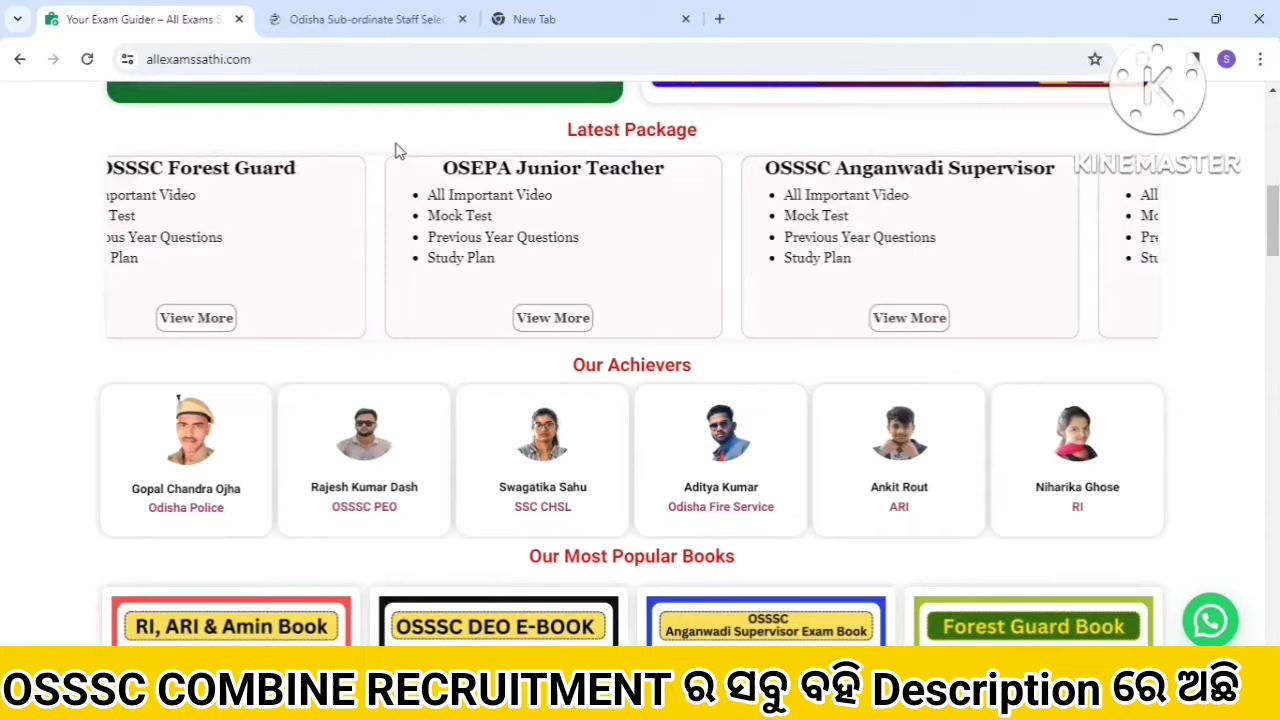 Your Exam Guider – All Exams S
Odisha Sub-ordinate Staff Selec
New Tab
allexamssathi.com
S
K
KINEMASTER
Latest Package
OSSSC Forest Guard
portant Video
Test
ous Year Questions
Plan
View More
OSEPA Junior Teacher
All Important Video
Mock Test
Previous Year Questions
Study Plan
View More
OSSSC Anganwadi Supervisor
All Important Video
Mock Test
Previous Year Questions
Study Plan
View More
All
Mo
Pre
Stu
Our Achievers
Gopal Chandra Ojha
Odisha Police
Rajesh Kumar Dash
OSSSC PEO
Swagatika Sahu
SSC CHSL
Aditya Kumar
Odisha Fire Service
Ankit Rout
ARI
Niharika Ghose
RI
Our Most Popular Books
RI, ARI & Amin Book
OSSSC DEO E-BOOK
OSSSC
Anganwadi Supervisor Exam Book
Forest Guard Book
OSSSC COMBINE RECRUITMENT ର ସବୁ ବହି Description ରେ ଅଛି